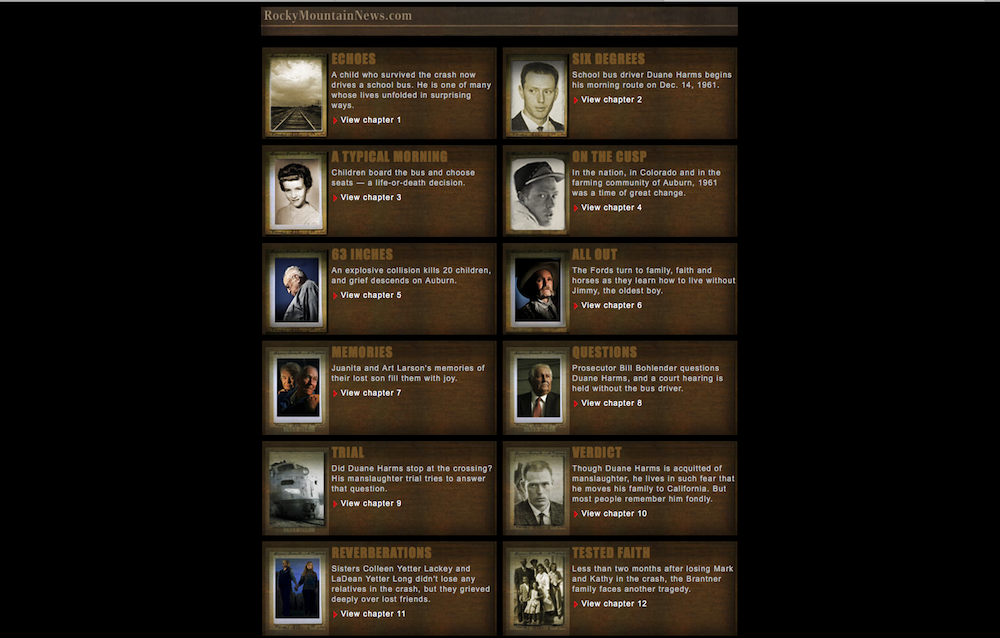 RockyMountainNews.com
ECHOES
A child who survived the crash now
drives a school bus. He is one of many
whose lives unfolded in surprising
ways.
View chapter 1
SIX DEGREES
School bus driver Duane Harms begins
his morning route on Dec. 14, 1961.
View chapter 2
A TYPICAL MORNING
Children board the bus and choose
seats — a life-or-death decision.
View chapter 3
ON THE CUSP
In the nation, in Colorado and in the
farming community of Auburn, 1961
was a time of great change.
View chapter 4
63 INCHES
An explosive collision kills 20 children,
and grief descends on Auburn.
View chapter 5
ALL OUT
The Fords turn to family, faith and
horses as they learn how to live without
Jimmy, the oldest boy.
View chapter 6
MEMORIES
Juanita and Art Larson's memories of
their lost son fill them with joy.
View chapter 7
QUESTIONS
Prosecutor Bill Bohlender questions
Duane Harms, and a court hearing is
held without the bus driver.
View chapter 8
TRIAL
Did Duane Harms stop at the crossing?
His manslaughter trial tries to answer
that question.
View chapter 9
VERDICT
Though Duane Harms is acquitted of
manslaughter, he lives in such fear that
he moves his family to California. But
most people remember him fondly.
View chapter 10
REVERBERATIONS
Sisters Colleen Yetter Lackey and
LaDean Yetter Long didn't lose any
relatives in the crash, but they grieved
deeply over lost friends.
View chapter 11
TESTED FAITH
Less than two months after losing Mark
and Kathy in the crash, the Brantner
family faces another tragedy.
View chapter 12